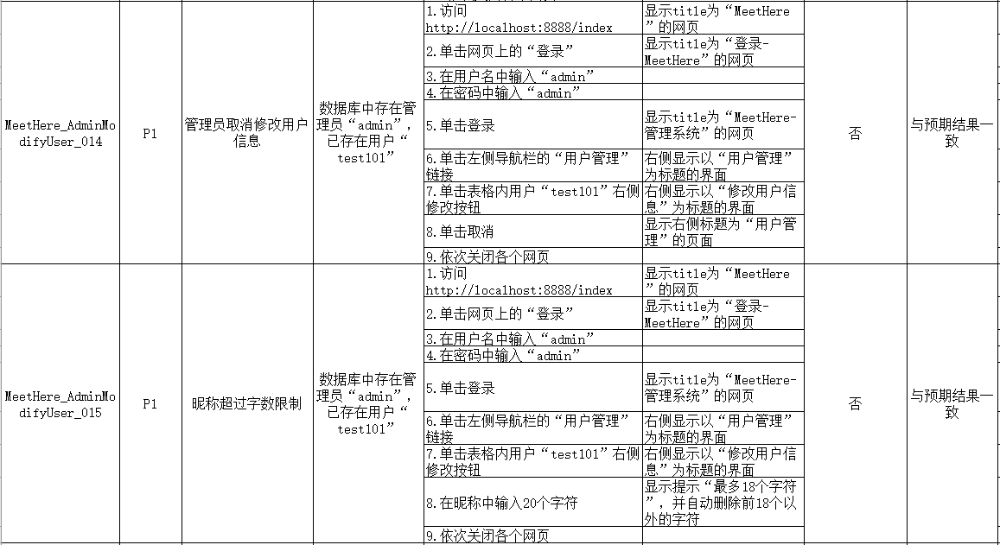 MeetHere_AdminMo
difyUser_014
P1
管理员取消修改用户
信息
数据库中存在管
理员“admin”，
已存在用户“
test101”
1.访问
http://localhost:8888/index
显示title为“MeetHere
”的网页
2.单击网页上的“登录”
显示title为“登录-
MeetHere”的网页
3.在用户名中输入“admin”
4.在密码中输入“admin”
5.单击登录
显示title为“MeetHere-
管理系统”的网页
6.单击左侧导航栏的“用户管理”
链接
右侧显示以“用户管理”
为标题的界面
7.单击表格内用户“test101”右侧
修改按钮
右侧显示以“修改用户信
息”为标题的界面
8.单击取消
显示右侧标题为“用户管
理”的页面
9.依次关闭各个网页
否
与预期结果一
致
MeetHere_AdminMo
difyUser_015
P1
昵称超过字数限制
数据库中存在管
理员“admin”，
已存在用户“
test101”
1.访问
http://localhost:8888/index
显示title为“MeetHere
”的网页
2.单击网页上的“登录”
显示title为“登录-
MeetHere”的网页
3.在用户名中输入“admin”
4.在密码中输入“admin”
5.单击登录
显示title为“MeetHere-
管理系统”的网页
6.单击左侧导航栏的“用户管理”
链接
右侧显示以“用户管理”
为标题的界面
7.单击表格内用户“test101”右侧
修改按钮
右侧显示以“修改用户信
息”为标题的界面
8.在昵称中输入20个字符
显示提示“最多18个字符
”，并自动删除前18个以
外的字符
9.依次关闭各个网页
否
与预期结果一
致